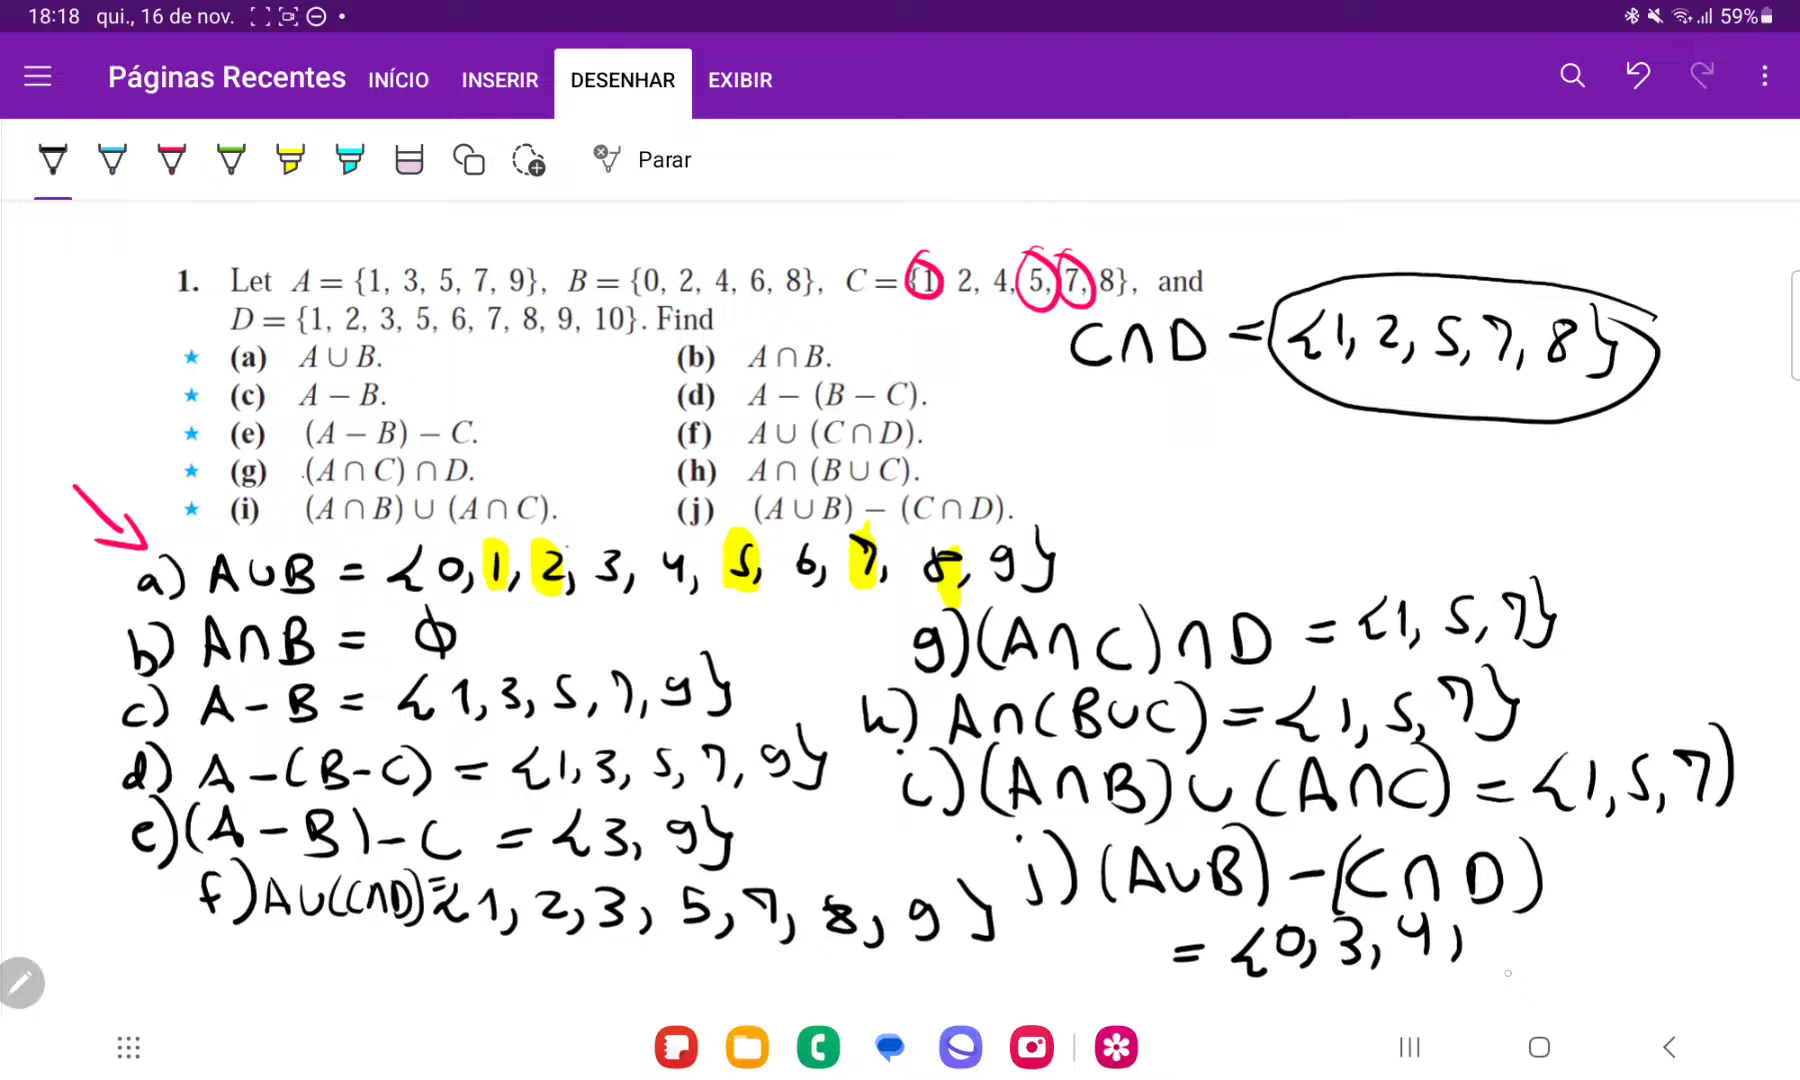 18:18 qui., 16 de nov. 59%
Páginas Recentes INÍCIO INSERIR DESENHAR EXIBIR
Parar
1. Let A = {1, 3, 5, 7, 9}, B = {0, 2, 4, 6, 8}, C = {1, 2, 4, 5, 7, 8}, and
D = {1, 2, 3, 5, 6, 7, 8, 9, 10}. Find
C∩D = {1, 2, 5, 7, 8}
★ (a) A ∪ B. (b) A ∩ B.
★ (c) A − B. (d) A − (B − C).
★ (e) (A − B) − C. (f) A ∪ (C ∩ D).
★ (g) (A ∩ C) ∩ D. (h) A ∩ (B ∪ C).
★ (i) (A ∩ B) ∪ (A ∩ C). (j) (A ∪ B) − (C ∩ D).
a) A∪B = {0, 1, 2, 3, 4, 5, 6, 7, 8, 9}
b) A∩B = ϕ
c) A-B = {1, 3, 5, 7, 9}
d) A-(B-C) = {1, 3, 5, 7, 9}
e) (A-B)-C = {3, 9}
f) A∪(C∩D) = {1, 2, 3, 5, 7, 8, 9}
g) (A∩C)∩D = {1, 5, 7}
h) A∩(B∪C) = {1, 5, 7}
i) (A∩B)∪(A∩C) = {1, 5, 7)
j) (A∪B) - (C∩D)
= {0, 3, 4,